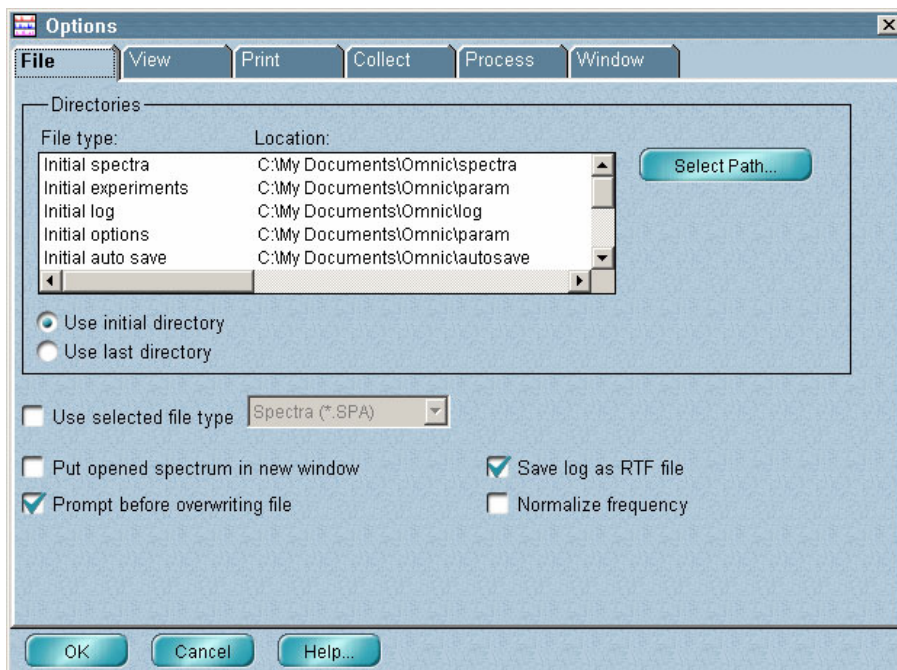 Options
File View Print Collect Process Window
Directories
File type: Location:
Initial spectra C:\My Documents\Omnic\spectra
Initial experiments C:\My Documents\Omnic\param
Initial log C:\My Documents\Omnic\log
Initial options C:\My Documents\Omnic\param
Initial auto save C:\My Documents\Omnic\autosave
Select Path...
Use initial directory
Use last directory
Use selected file type Spectra (*.SPA)
Put opened spectrum in new window Save log as RTF file
Prompt before overwriting file Normalize frequency
OK Cancel Help...